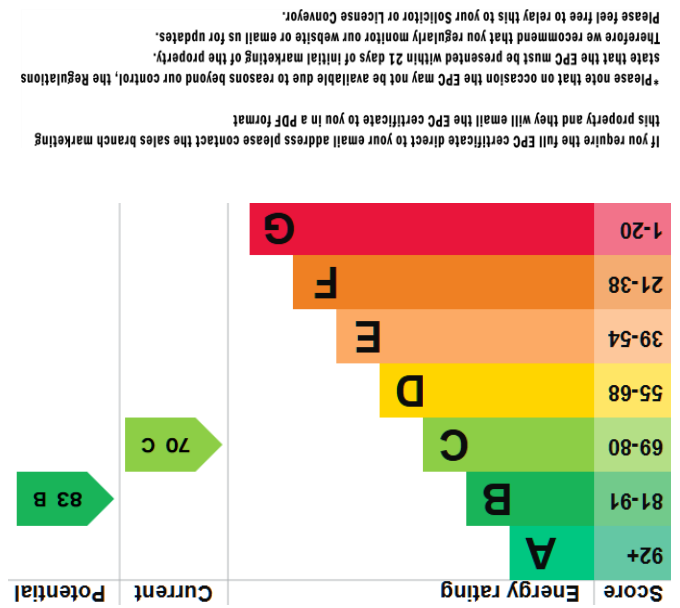 Score Energy rating Current Potential
92+ A
81-91 B 83 B
69-80 C 70 C
55-68 D
39-54 E
21-38 F
1-20 G
If you require the full EPC certificate direct to your email address please contact the sales branch marketing
this property and they will email the EPC certificate to you in a PDF format
*Please note that on occasion the EPC may not be available due to reasons beyond our control, the Regulations
state that the EPC must be presented within 21 days of initial marketing of the property.
Therefore we recommend that you regularly monitor our website or email us for updates.
Please feel free to relay this to your Solicitor or License Conveyor.